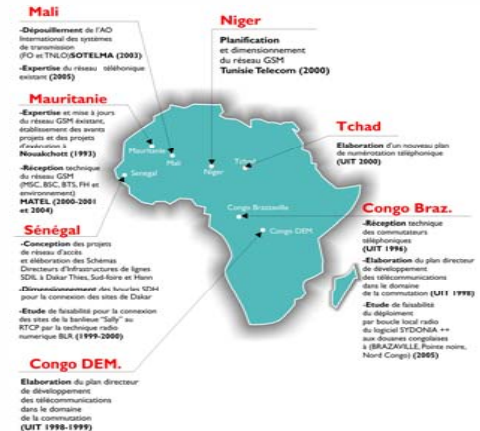 Mali
-Dépouillement de l'AO
International des systèmes
de transmission
(FO et TNLO)SOTELMA (2003)
-Expertise du réseau téléhonique
existant (2005)
Niger
Planification
et dimensionnement
du réseau GSM
Tunisie Telecom (2000)
Mauritanie
-Expertise et mise à jours
du réseau GSM éxistant,
établissement des avants
projets et des projets
d'exécution à
Nouakchott (1993)
-Réception technique
du réseau GSM
(MSC, BSC, BTS, FH et
environnement)
MATEL (2000-2001
et 2004)
Tchad
Elaboration d'un nouveau plan
de numérotation téléphonique
(UIT 2000)
Mauritanie
Mali
Niger
Tchad
Sénégal
Congo Brazzaville
Congo DEM.
Sénégal
-Conception des projets
de réseau d'accès
et élaboration des Schémas
Directeurs d'Infrastructures de lignes
SDIL à Dakar Thies, Sud-foire et Hann
-Dimensionnement des boucles SDH
pour la connexion des sites de Dakar
-Etude de faisabilité pour la connexion
des sites de la banlieue "Sally" au
RTCP par la technique radio
numerique BLR (1999-2000)
Congo Braz.
-Réception technique
des commutateurs
téléphoniques
(UIT 1996)
-Elaboration du plan directeur
de développement
des télécommunications
dans le domaine
de la commutation (UIT 1998)
-Etude de faisabilité
du déploiment
par boucle local radio
du logiciel SYDONIA ++
aux douanes congolaises
à (BRAZAVILLE, Pointe noire,
Nord Congo) (2005)
Congo DEM.
Elaboration du plan directeur
de développement
des télécommunications
dans le domaine
de la commutation
(UIT 1998-1999)